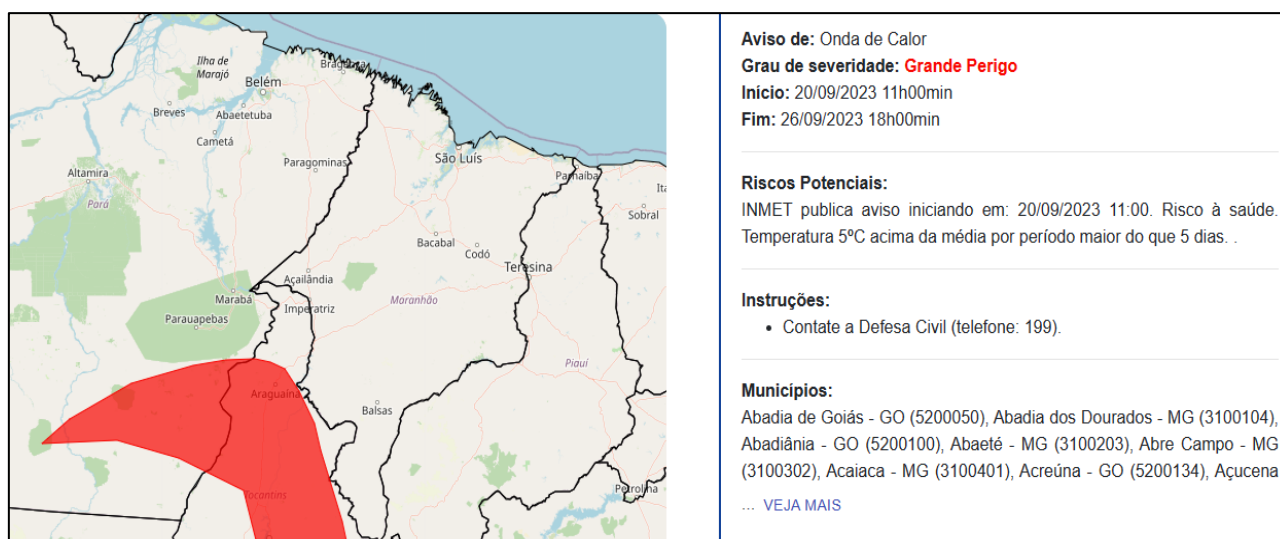 Ilha de
Marajó
Belém
Bragança
Breves
Abaetetuba
Cametá
Paragominas
São Luís
Parnaíba
Altamira
Pará
Sobral
Bacabal
Codó
Teresina
Açailândia
Marabá
Imperatriz
Maranhão
Parauapebas
Piauí
Araguaína
Balsas
Tocantins
Petrolina
Aviso de: Onda de Calor
Grau de severidade: Grande Perigo
Início: 20/09/2023 11h00min
Fim: 26/09/2023 18h00min
Riscos Potenciais:
INMET publica aviso iniciando em: 20/09/2023 11:00. Risco à saúde.
Temperatura 5ºC acima da média por período maior do que 5 dias. .
Instruções:
• Contate a Defesa Civil (telefone: 199).
Municípios:
Abadia de Goiás - GO (5200050), Abadia dos Dourados - MG (3100104),
Abadiânia - GO (5200100), Abaeté - MG (3100203), Abre Campo - MG
(3100302), Acaiaca - MG (3100401), Acreúna - GO (5200134), Açucena
... VEJA MAIS